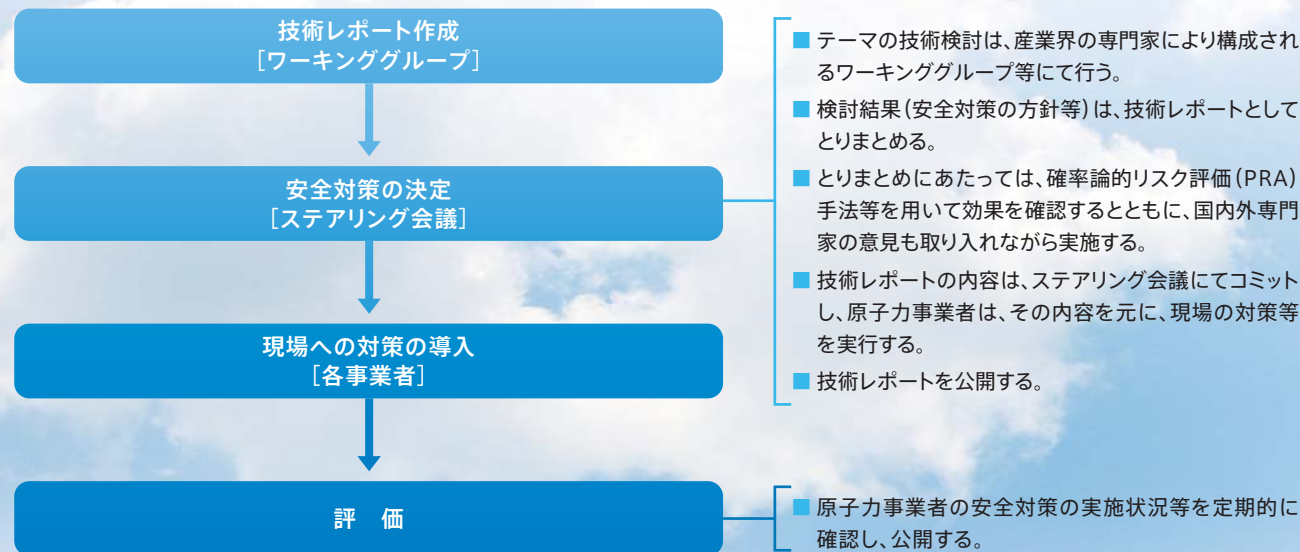 技術レポート作成
[ワーキンググループ]
安全対策の決定
[ステアリング会議]
現場への対策の導入
[各事業者]
評 価
■ テーマの技術検討は、産業界の専門家により構成され
るワーキンググループ等にて行う。
■ 検討結果(安全対策の方針等)は、技術レポートとして
とりまとめる。
■ とりまとめにあたっては、確率論的リスク評価(PRA)
手法等を用いて効果を確認するとともに、国内外専門
家の意見も取り入れながら実施する。
■ 技術レポートの内容は、ステアリング会議にてコミット
し、原子力事業者は、その内容を元に、現場の対策等
を実行する。
■ 技術レポートを公開する。
■ 原子力事業者の安全対策の実施状況等を定期的に
確認し、公開する。